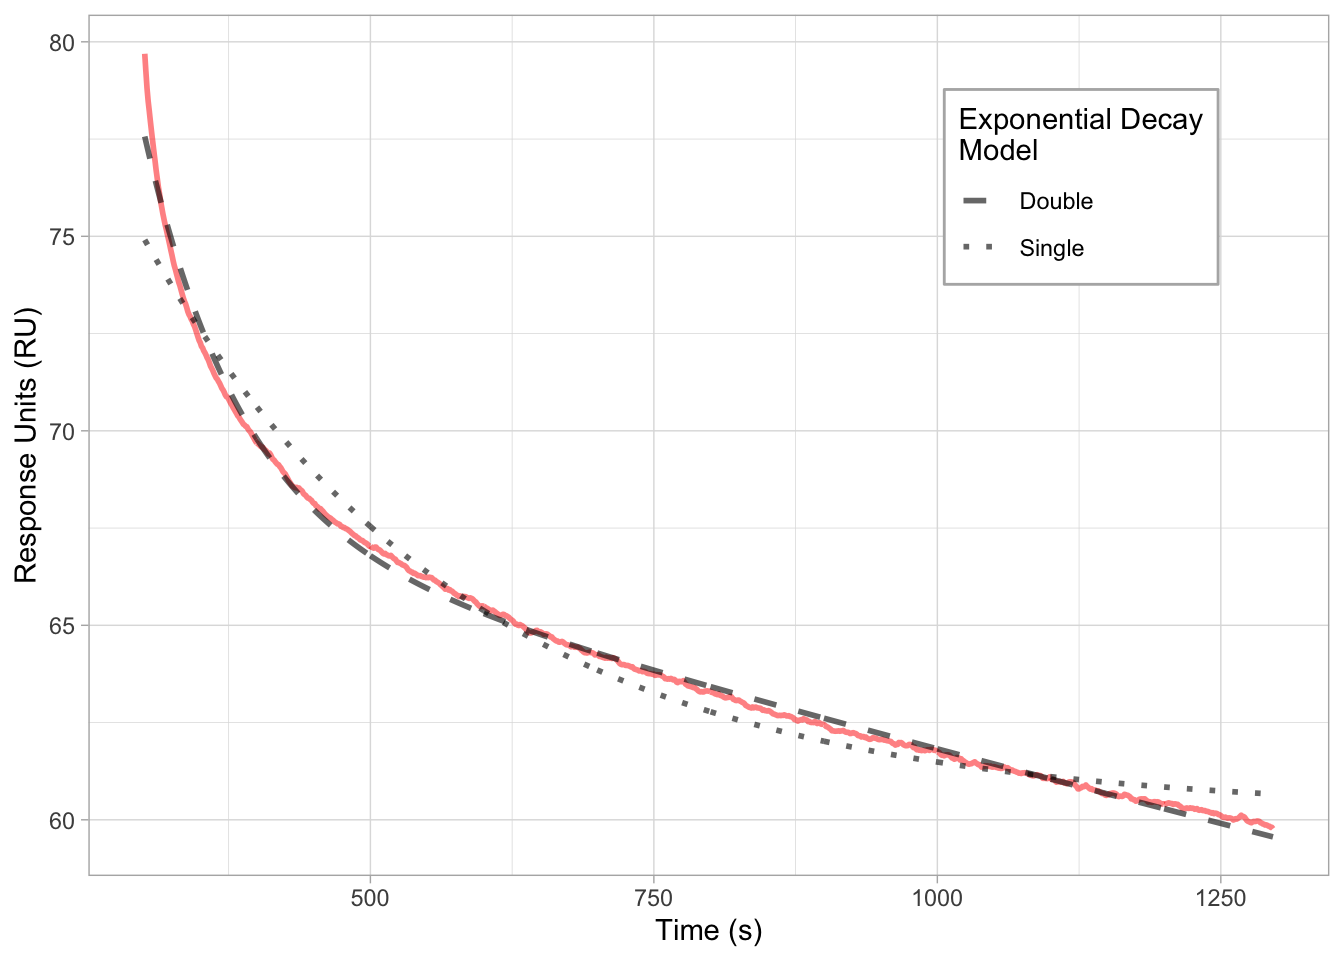 80
75
70
65
60
Response Units (RU)
Exponential Decay
Model
Double
Single
500
750
1000
1250
Time (s)